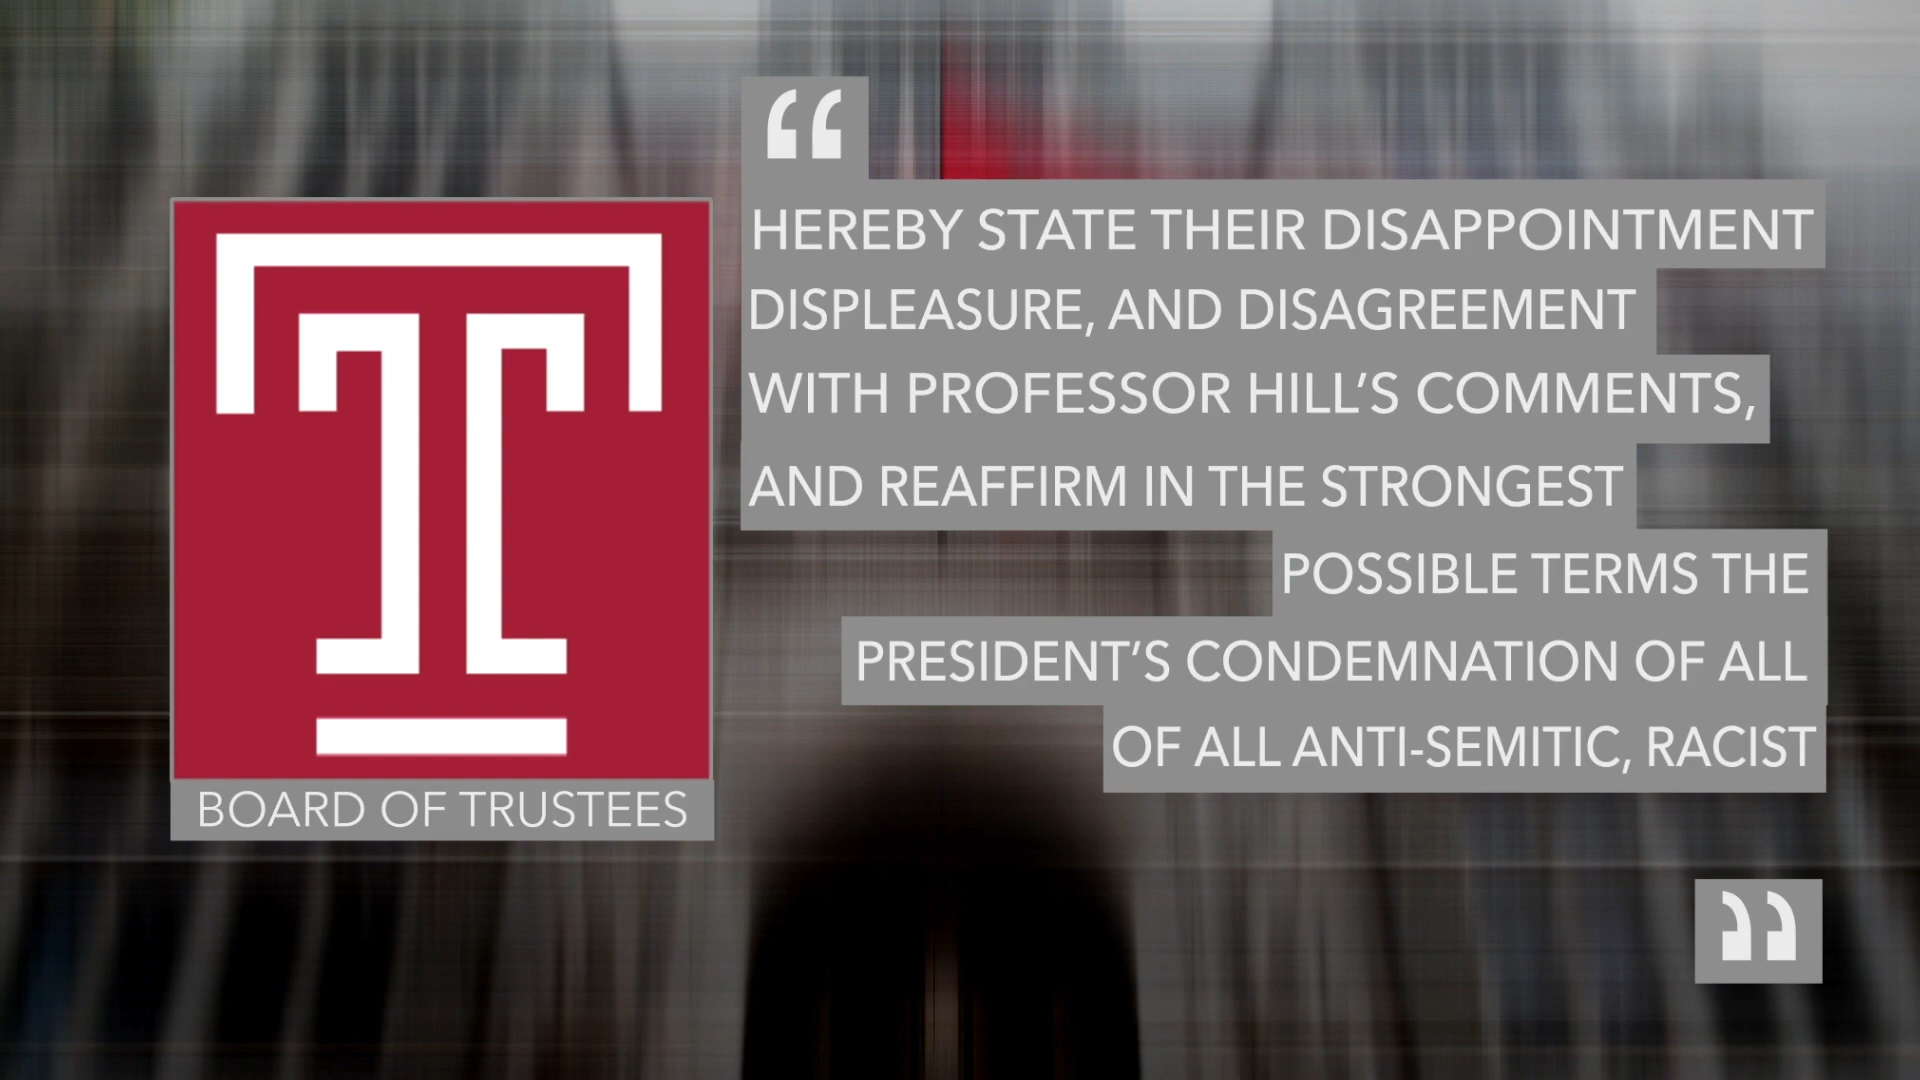 “
HEREBY STATE THEIR DISAPPOINTMENT
DISPLEASURE, AND DISAGREEMENT
WITH PROFESSOR HILL’S COMMENTS,
AND REAFFIRM IN THE STRONGEST
POSSIBLE TERMS THE
PRESIDENT’S CONDEMNATION OF ALL
OF ALL ANTI-SEMITIC, RACIST
”
T
BOARD OF TRUSTEES